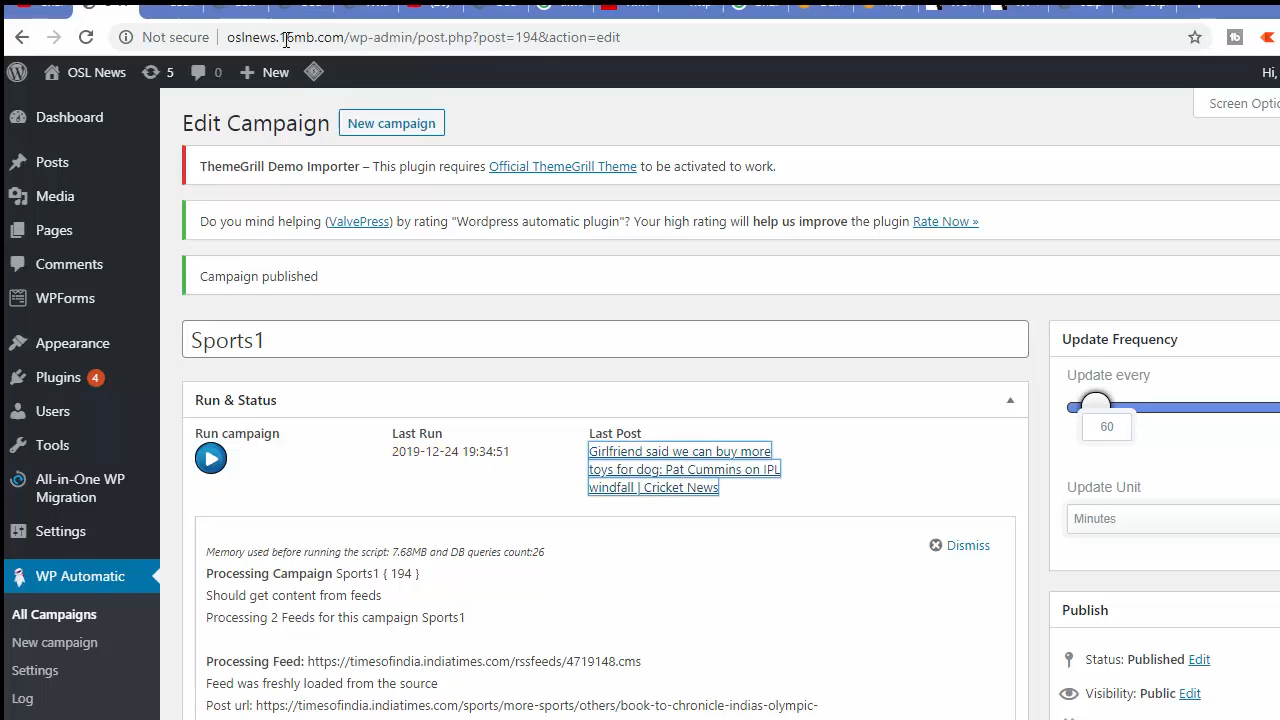 Not secure
oslnews.16mb.com/wp-admin/post.php?post=194&action=edit
OSL News
5
0
New
Hi,
Dashboard
Posts
Media
Pages
Comments
WPForms
Appearance
Plugins 4
Users
Tools
All-in-One WP
Migration
Settings
WP Automatic
All Campaigns
New campaign
Settings
Log
Screen Optio
Edit Campaign
New campaign
ThemeGrill Demo Importer – This plugin requires Official ThemeGrill Theme to be activated to work.
Do you mind helping (ValvePress) by rating "Wordpress automatic plugin"? Your high rating will help us improve the plugin Rate Now »
Campaign published
Sports1
Run & Status
Run campaign
Last Run
2019-12-24 19:34:51
Last Post
Girlfriend said we can buy more
toys for dog: Pat Cummins on IPL
windfall | Cricket News
Dismiss
Memory used before running the script: 7.68MB and DB queries count:26
Processing Campaign Sports1 { 194 }
Should get content from feeds
Processing 2 Feeds for this campaign Sports1
Processing Feed: https://timesofindia.indiatimes.com/rssfeeds/4719148.cms
Feed was freshly loaded from the source
Post url: https://timesofindia.indiatimes.com/sports/more-sports/others/book-to-chronicle-indias-olympic-
Update Frequency
Update every
60
Update Unit
Minutes
Publish
Status: Published Edit
Visibility: Public Edit